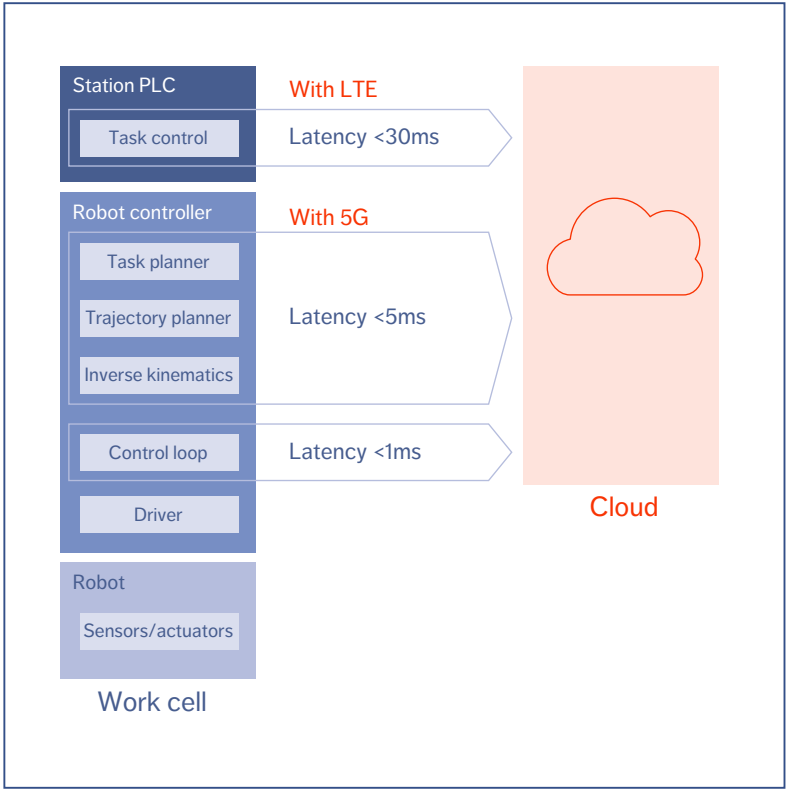 Station PLC
Task control
With LTE
Latency <30ms
Robot controller
Task planner
Trajectory planner
Inverse kinematics
With 5G
Latency <5ms
Control loop
Latency <1ms
Driver
Robot
Sensors/actuators
Work cell
Cloud